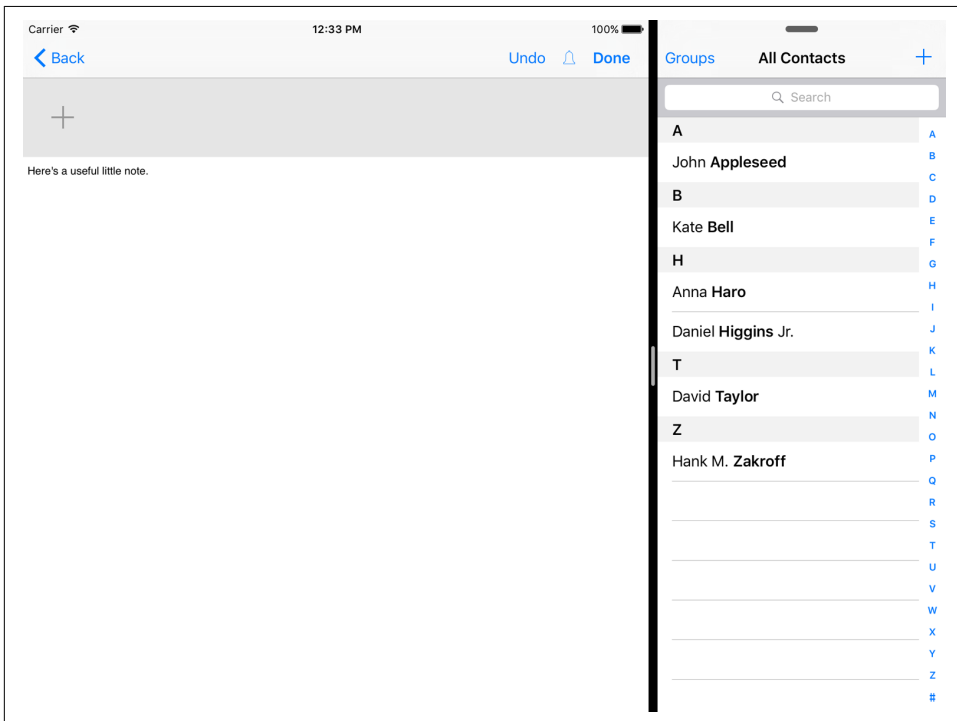 Carrier 12:33 PM 100%
Back Undo Done
Here's a useful little note.
Groups All Contacts
Search
A
John Appleseed
B
Kate Bell
H
Anna Haro
Daniel Higgins Jr.
T
David Taylor
Z
Hank M. Zakroff
A
B
C
D
E
F
G
H
I
J
K
L
M
N
O
P
Q
R
S
T
U
V
W
X
Y
Z
#